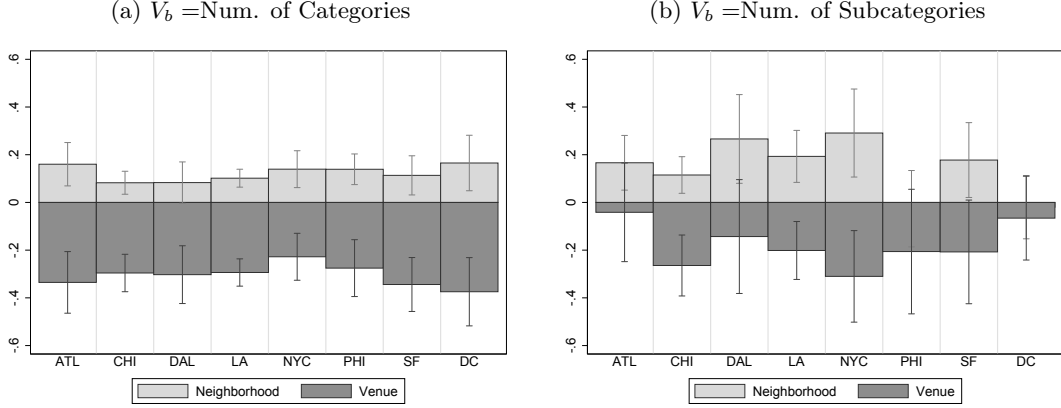 (a) V_b =Num. of Categories
.6
.4
.2
0
-.2
-.4
-.6
ATL CHI DAL LA NYC PHI SF DC
Neighborhood Venue
(b) V_b =Num. of Subcategories
.6
.4
.2
0
-.2
-.4
-.6
ATL CHI DAL LA NYC PHI SF DC
Neighborhood Venue